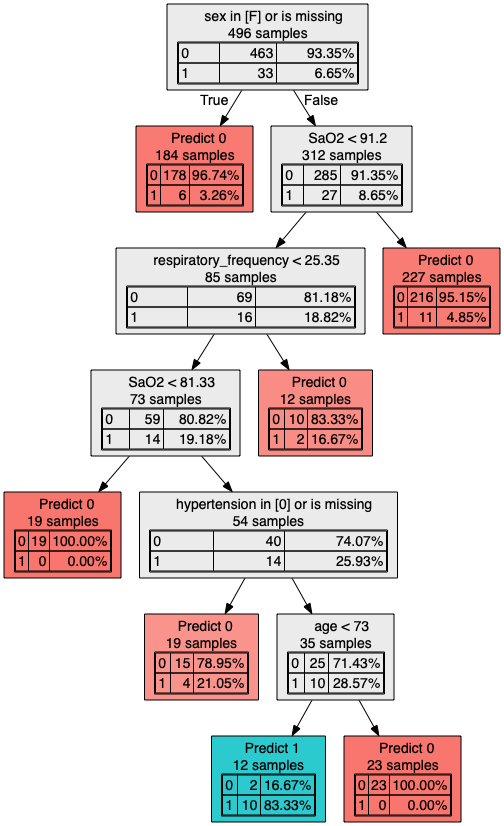 sex in [F] or is missing
496 samples
0 463 93.35%
1 33 6.65%
True
False
Predict 0
184 samples
0 178 96.74%
1 6 3.26%
SaO2 < 91.2
312 samples
0 285 91.35%
1 27 8.65%
respiratory_frequency < 25.35
85 samples
0 69 81.18%
1 16 18.82%
Predict 0
227 samples
0 216 95.15%
1 11 4.85%
SaO2 < 81.33
73 samples
0 59 80.82%
1 14 19.18%
Predict 0
12 samples
0 10 83.33%
1 2 16.67%
Predict 0
19 samples
0 19 100.00%
1 0 0.00%
hypertension in [0] or is missing
54 samples
0 40 74.07%
1 14 25.93%
Predict 0
19 samples
0 15 78.95%
1 4 21.05%
age < 73
35 samples
0 25 71.43%
1 10 28.57%
Predict 1
12 samples
0 2 16.67%
1 10 83.33%
Predict 0
23 samples
0 23 100.00%
1 0 0.00%